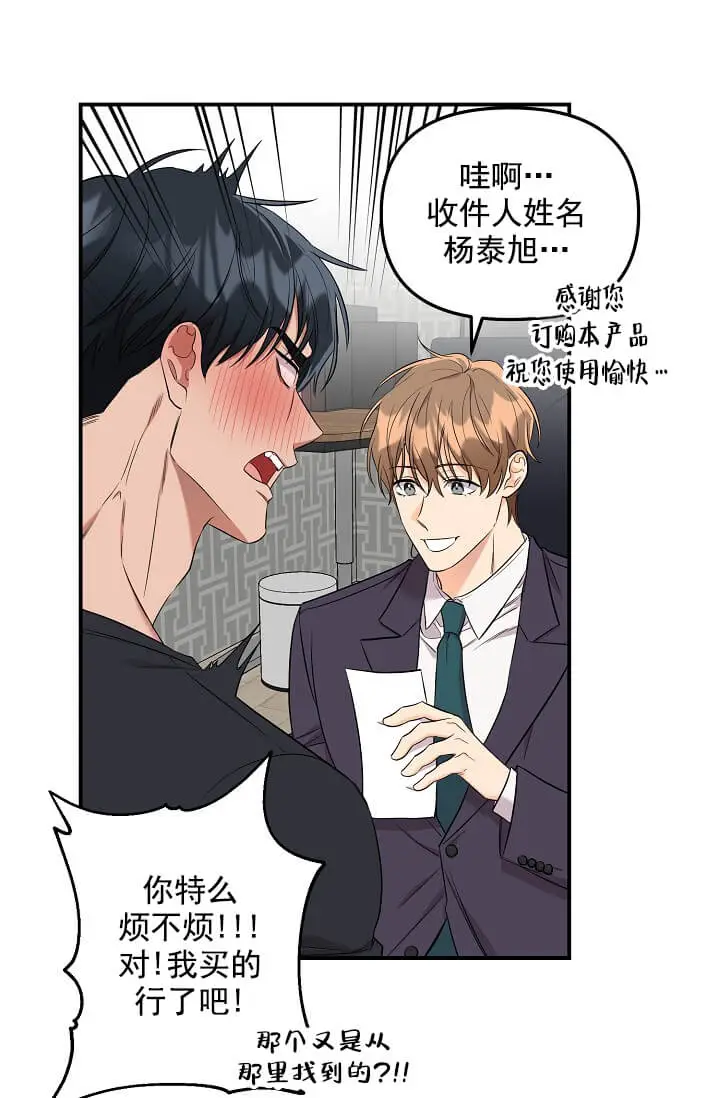 哇啊…
收件人姓名
杨泰旭…
感谢您
订购本产品
祝您使用愉快…
你特么
烦不烦!!!
对!我买的
行了吧!
那个又是从
那里找到的?!!